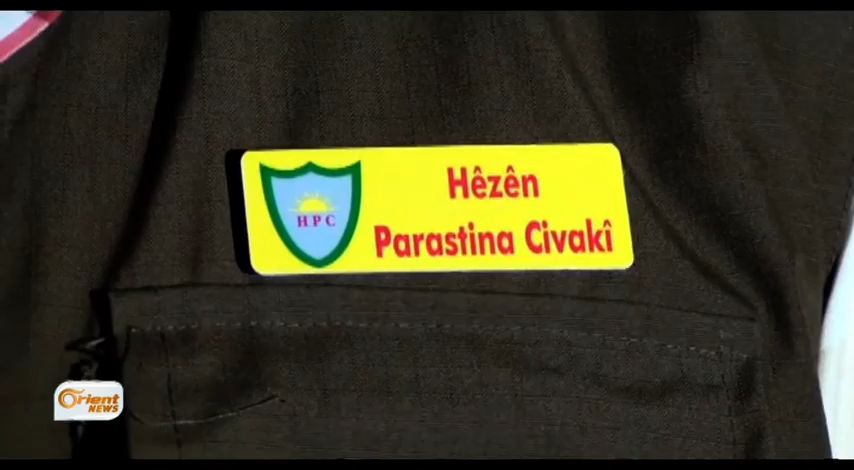 HPC
Hêzên
Parastina Civakî
Orient
NEWS